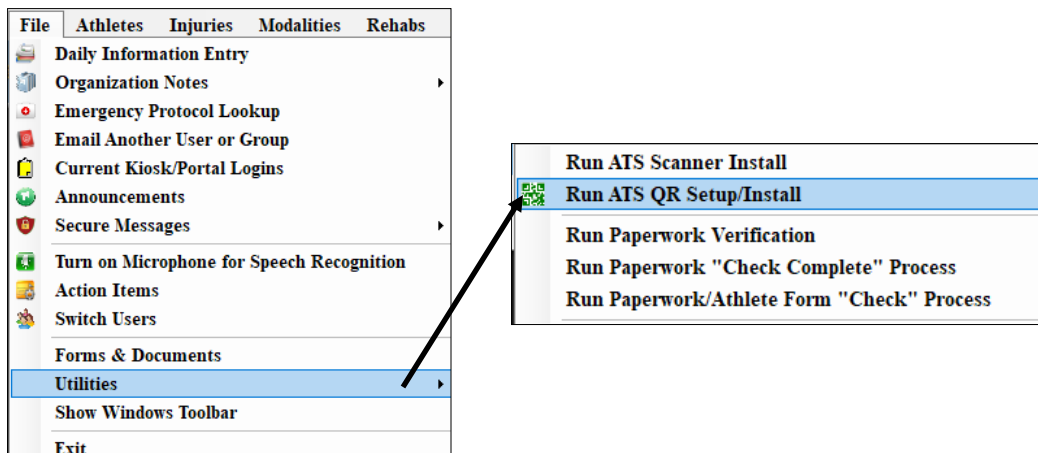 File Athletes Injuries Modalities Rehabs
Daily Information Entry
Organization Notes
Emergency Protocol Lookup
Email Another User or Group
Current Kiosk/Portal Logins
Announcements
Secure Messages
Turn on Microphone for Speech Recognition
Action Items
Switch Users
Forms & Documents
Utilities
Show Windows Toolbar
Exit
Run ATS Scanner Install
Run ATS QR Setup/Install
Run Paperwork Verification
Run Paperwork "Check Complete" Process
Run Paperwork/Athlete Form "Check" Process